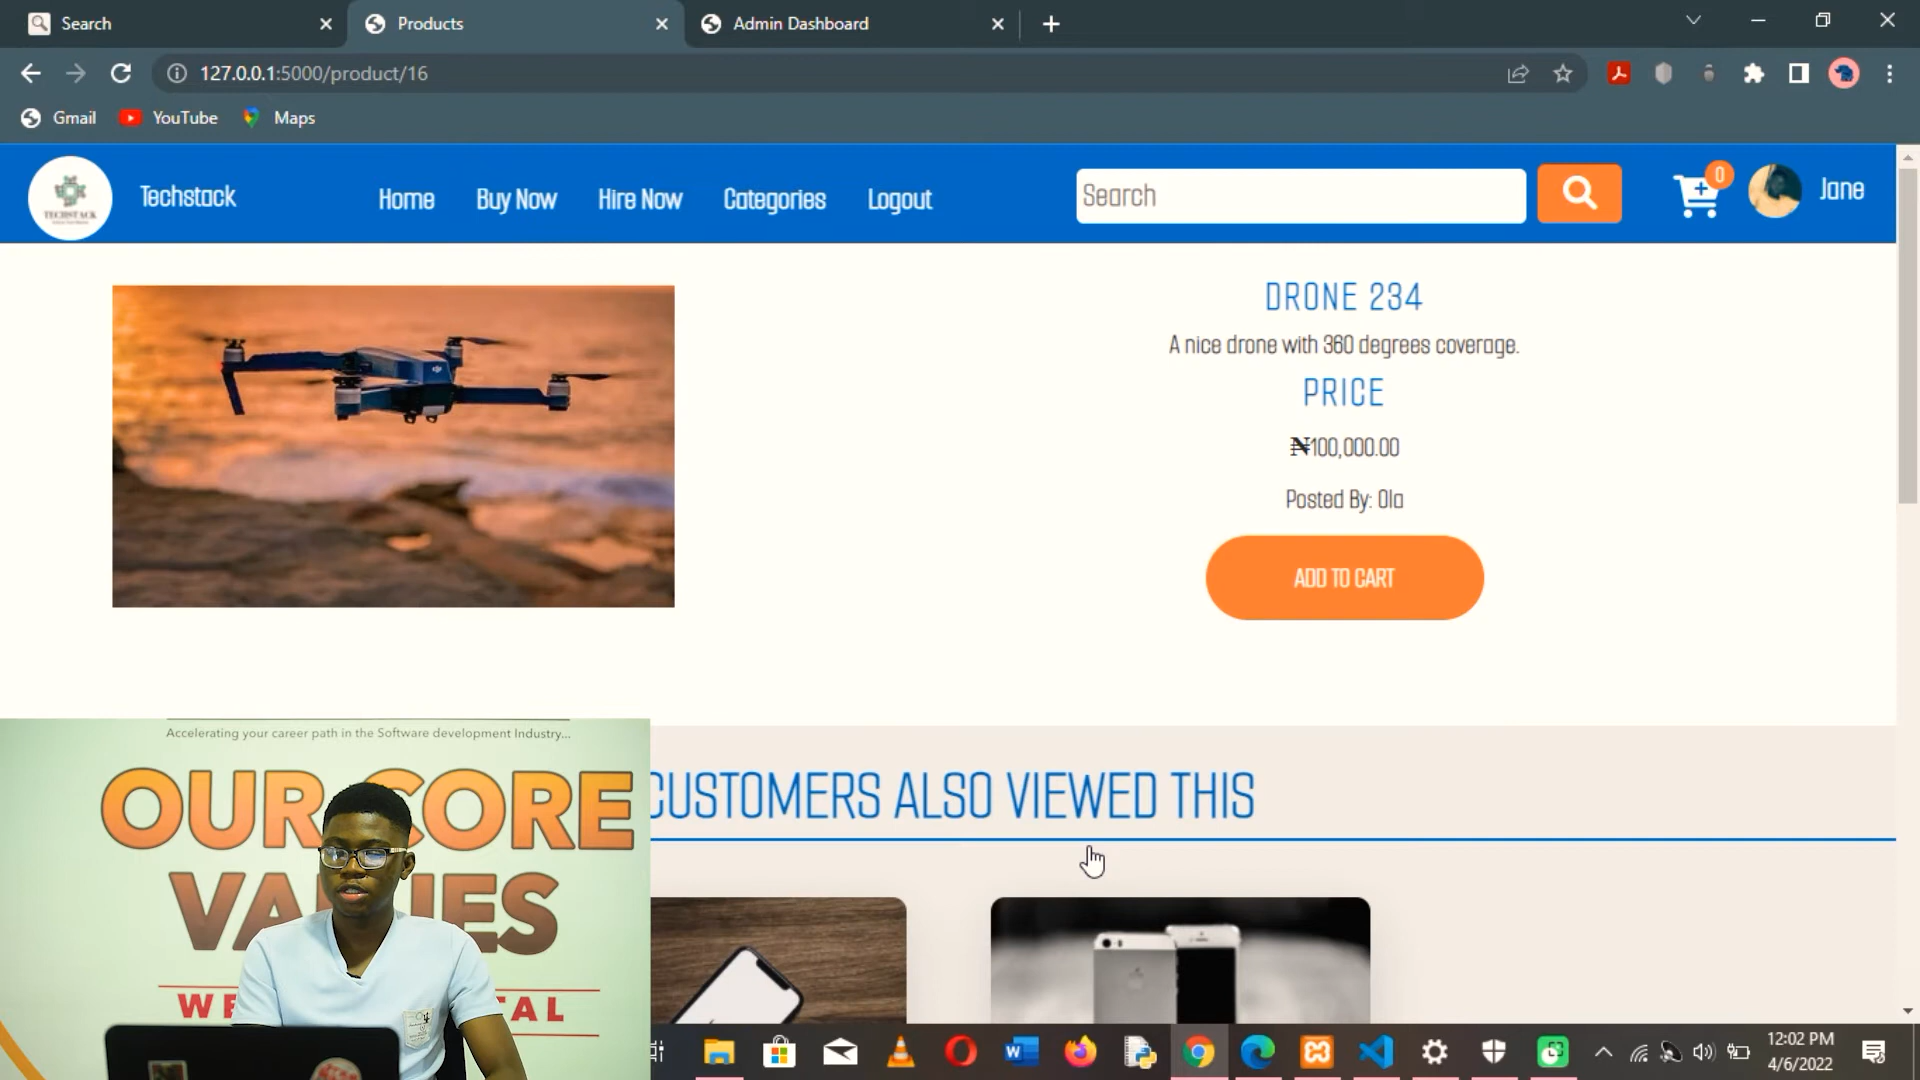 Search
Products
Admin Dashboard
127.0.0.1:5000/product/16
Gmail
YouTube
Maps
TECHSTACK
Techstack
Home
Buy Now
Hire Now
Categories
Logout
Search
0
Jane
DRONE 234
A nice drone with 360 degrees coverage.
PRICE
₦100,000.00
Posted By: Ola
ADD TO CART
CUSTOMERS ALSO VIEWED THIS
Accelerating your career path in the Software development Industry...
OUR CORE
VALUES
12:02 PM
4/6/2022